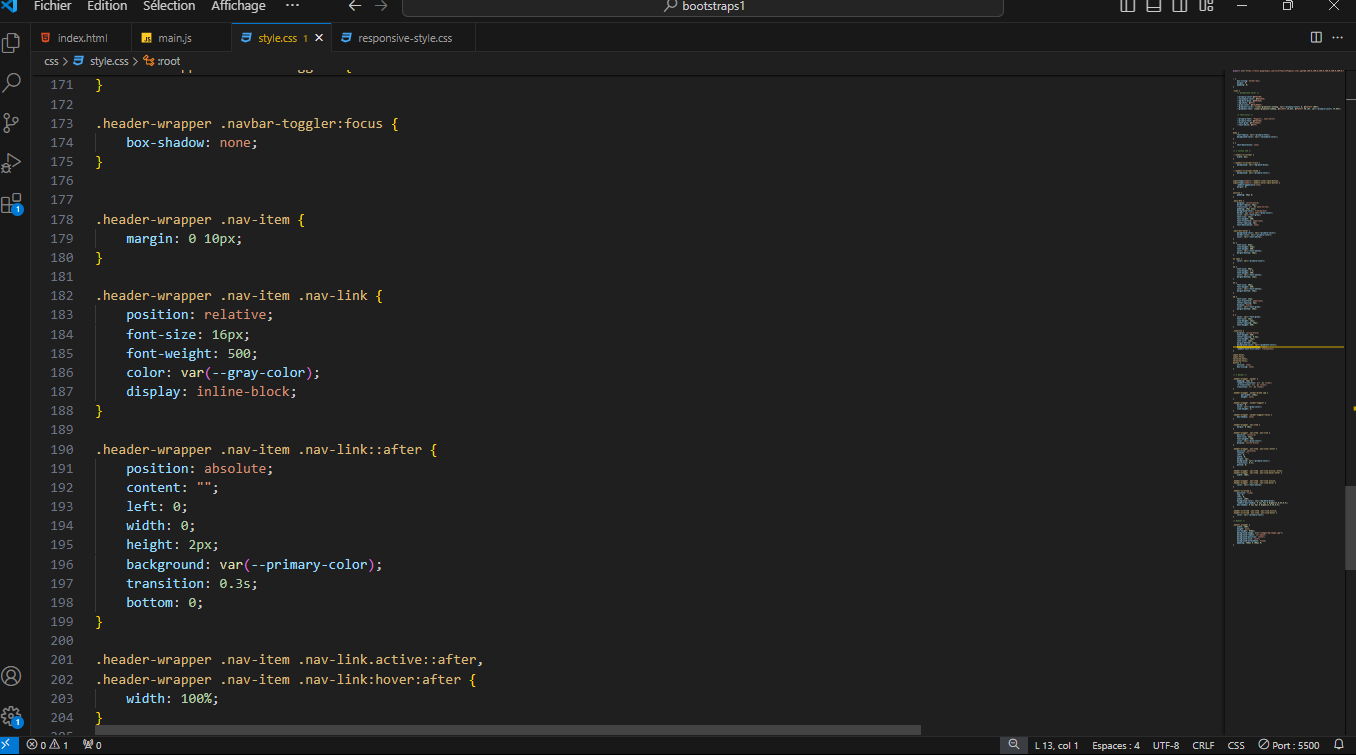 Fichier Edition Sélection Affichage ··· bootstraps1
index.html main.js style.css 1 responsive-style.css
css > style.css > :root
171 }
172
173 .header-wrapper .navbar-toggler:focus {
174 box-shadow: none;
175 }
176
177
178 .header-wrapper .nav-item {
179 margin: 0 10px;
180 }
181
182 .header-wrapper .nav-item .nav-link {
183 position: relative;
184 font-size: 16px;
185 font-weight: 500;
186 color: var(--gray-color);
187 display: inline-block;
188 }
189
190 .header-wrapper .nav-item .nav-link::after {
191 position: absolute;
192 content: "";
193 left: 0;
194 width: 0;
195 height: 2px;
196 background: var(--primary-color);
197 transition: 0.3s;
198 bottom: 0;
199 }
200
201 .header-wrapper .nav-item .nav-link.active::after,
202 .header-wrapper .nav-item .nav-link:hover:after {
203 width: 100%;
204 }
0 1 0 L 13, col 1 Espaces : 4 UTF-8 CRLF CSS Port : 5500